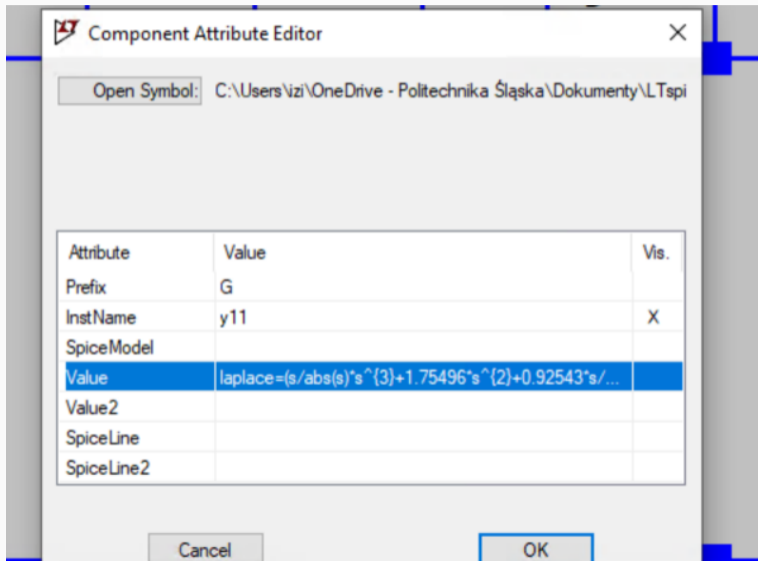 Component Attribute Editor
Open Symbol: C:\Users\izi\OneDrive - Politechnika Śląska\Dokumenty\LTspi
Attribute Value Vis.
Prefix G
InstName y11 X
SpiceModel
Value laplace=(s/abs(s)*s^{3}+1.75496*s^{2}+0.92543*s/...
Value2
SpiceLine
SpiceLine2
Cancel OK